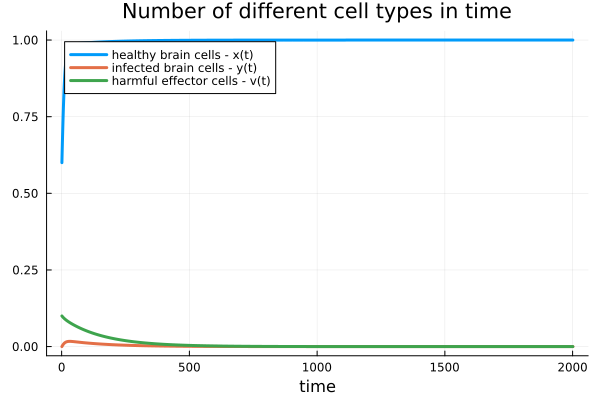 Number of different cell types in time
1.00
healthy brain cells - x(t)
infected brain cells - y(t)
harmful effector cells - v(t)
0.75
0.50
0.25
0.00
0 500 1000 1500 2000
time